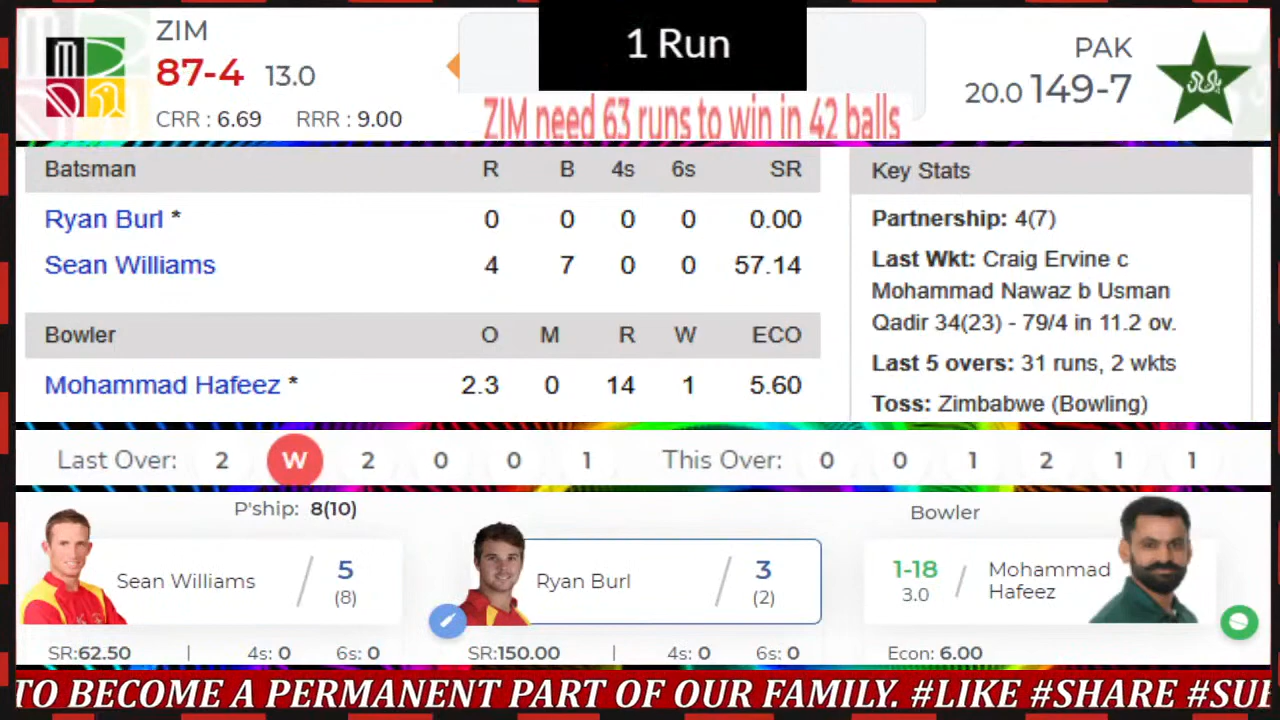 ZIM
87-4 13.0
CRR : 6.69 RRR : 9.00
1 Run
ZIM need 63 runs to win in 42 balls
PAK
20.0 149-7
Batsman R B 4s 6s SR
Ryan Burl * 0 0 0 0 0.00
Sean Williams 4 7 0 0 57.14
Bowler O M R W ECO
Mohammad Hafeez * 2.3 0 14 1 5.60
Key Stats
Partnership: 4(7)
Last Wkt: Craig Ervine c
Mohammad Nawaz b Usman
Qadir 34(23) - 79/4 in 11.2 ov.
Last 5 overs: 31 runs, 2 wkts
Toss: Zimbabwe (Bowling)
Last Over: 2 W 2 0 0 1 This Over: 0 0 1 2 1 1
P'ship: 8(10)
Sean Williams / 5
(8)
SR:62.50 | 4s: 0 6s: 0
Ryan Burl / 3
(2)
SR:150.00 | 4s: 0 6s: 0
Bowler
1-18 / Mohammad
3.0 Hafeez
Econ: 6.00
TO BECOME A PERMANENT PART OF OUR FAMILY. #LIKE #SHARE